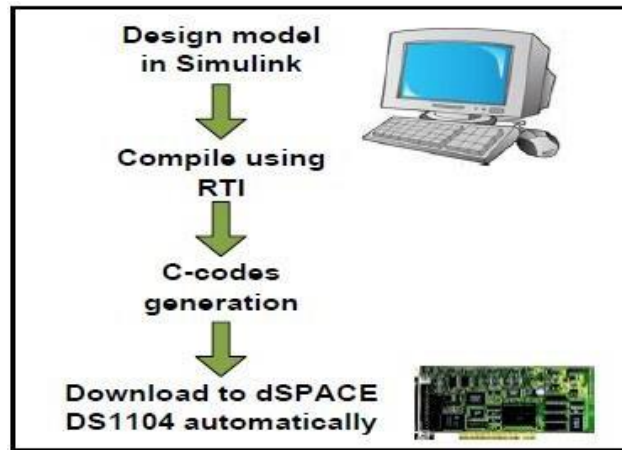 Design model
in Simulink
Compile using
RTI
C-codes
generation
Download to dSPACE
DS1104 automatically